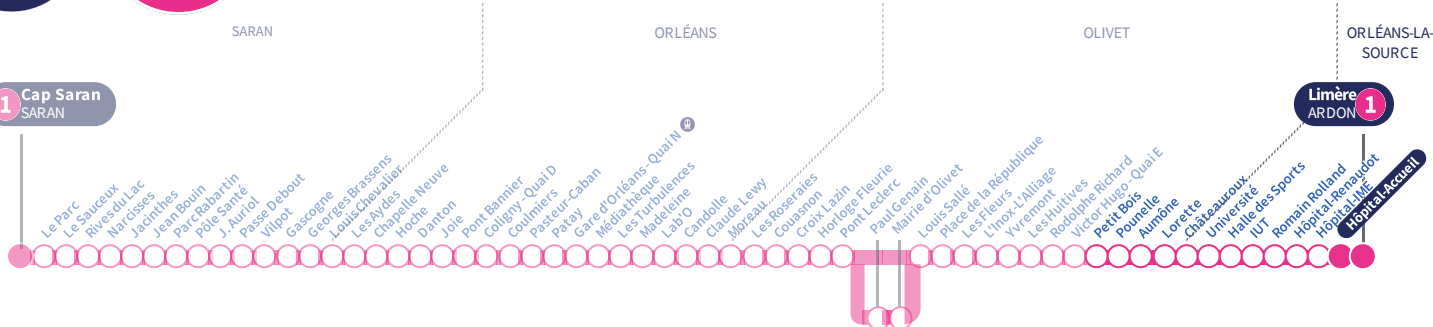 SARAN
ORLÉANS
OLIVET
ORLÉANS-LA-
SOURCE
1
Cap Saran
SARAN
Limère
ARDON
1
Le Parc
Le Sauceux
Rives du Lac
Narcisses
Jacinthes
Jean Bouin
Parc Rabartin
Pôle Santé
J. Auriol
Passe Debout
Vilpot
Gascogne
Georges Brassens
Louis Chevalier
Les Aydes
Chapelle Neuve
Hoche
Danton
Joie
Pont Bannier
Coligny - Quai D
Coulmiers
Pasteur-Caban
Patay
Gare d'Orléans - Quai N
Médiathèque
Les Turbulences
Madeleine
Lab O
Candolle
Claude Lewy
Moreau
Les Roseraies
Couasnon
Croix Lazin
Horloge Fleurie
Pont Leclerc
Paul Genain
Mairie d'Olivet
Louis Sallé
Place de la République
Les Fleurs
L'Inox-L'Alliage
Yvremont
Les Huitives
Rodolphe Richard
Victor Hugo - Quai E
Petit Bois
Pounelle
Aumône
Lorette
Châteauroux
Université
Halle des Sports
IUT
Romain Rolland
Hôpital-Renaudot
Hôpital-IME
Hôpital-Accueil